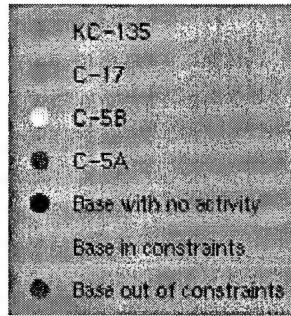 KC-135
C-17
C-5B
C-5A
Base with no activity
Base in constraints
Base out of constraints